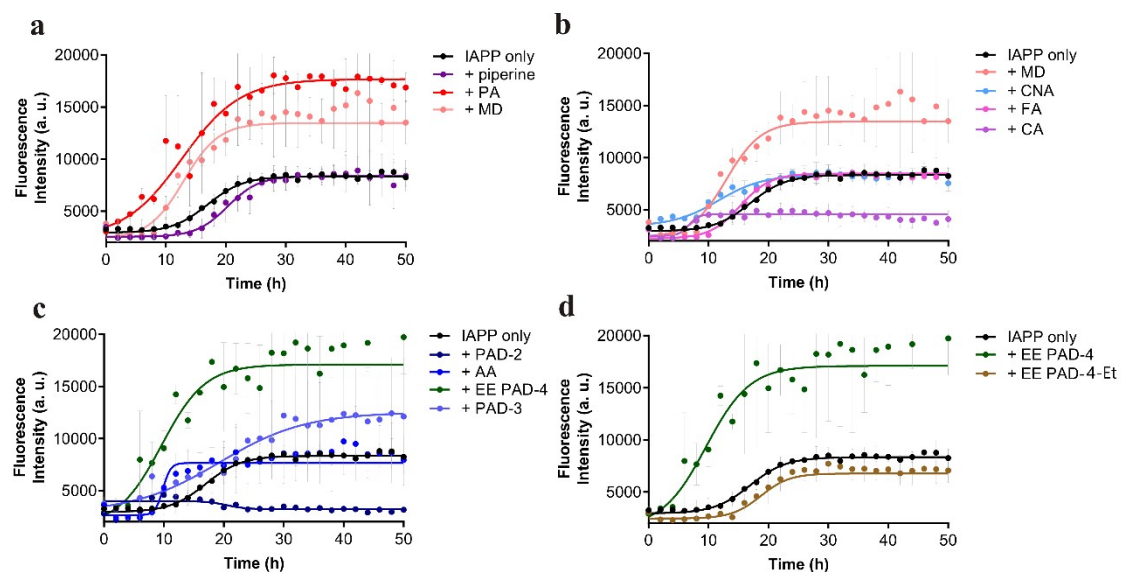 a
20000
15000
10000
5000
Fluorescence
Intensity (a. u.)
0 10 20 30 40 50
Time (h)
IAPP only
+ piperine
+ PA
+ MD
b
20000
15000
10000
5000
Fluorescence
Intensity (a. u.)
0 10 20 30 40 50
Time (h)
IAPP only
+ MD
+ CNA
+ FA
+ CA
c
20000
15000
10000
5000
Fluorescence
Intensity (a. u.)
0 10 20 30 40 50
Time (h)
IAPP only
+ PAD-2
+ AA
+ EE PAD-4
+ PAD-3
d
20000
15000
10000
5000
Fluorescence
Intensity (a. u.)
0 10 20 30 40 50
Time (h)
IAPP only
+ EE PAD-4
+ EE PAD-4-Et